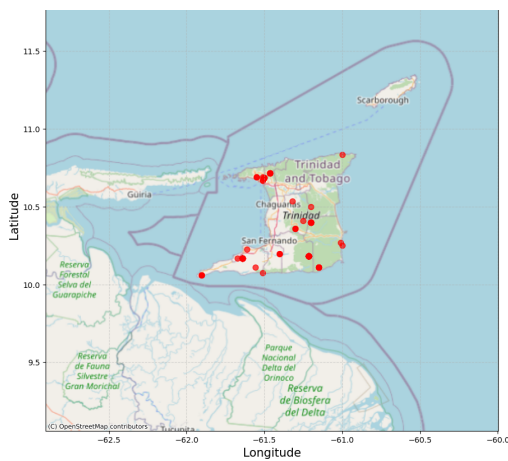 11.5
11.0
10.5
10.0
9.5
Latitude
Scarborough
Trinidad
and Tobago
Güiria
Chaguanas
Trinidad
San Fernando
Reserva
Forestal
Selva del
Guarapiche
Reserva
de Fauna
Silvestre
Gran Morichal
Parque
Nacional
Delta del
Orinoco
Reserva
de Biosfera
del Delta
Tucupita
(C) OpenStreetMap contributors
−62.5 −62.0 −61.5 −61.0 −60.5 −60.0
Longitude